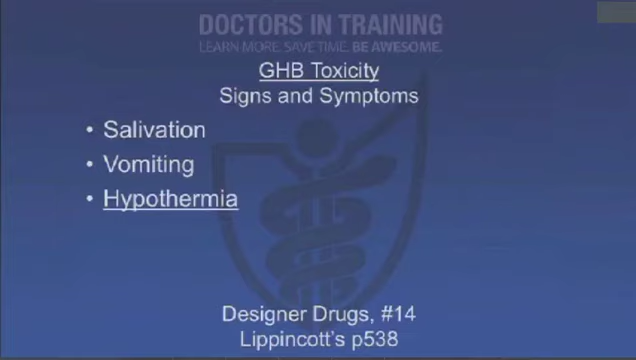 DOCTORS IN TRAINING
LEARN MORE. SAVE TIME. BE AWESOME.
GHB Toxicity
Signs and Symptoms
• Salivation
• Vomiting
• Hypothermia
Designer Drugs, #14
Lippincott's p538